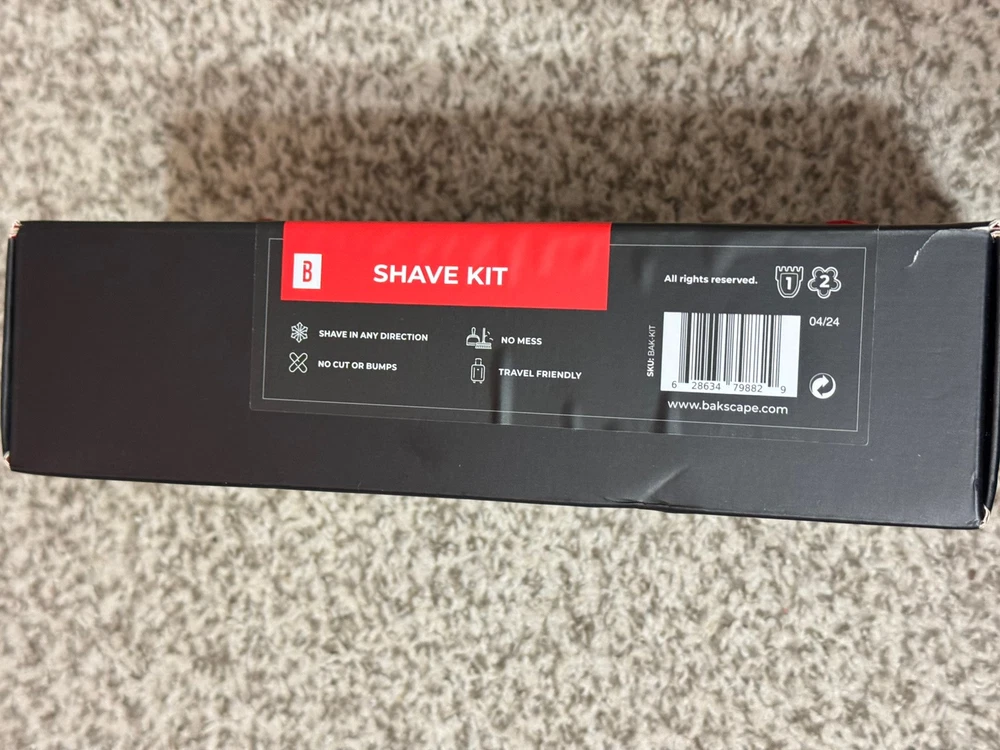 B
SHAVE KIT
SHAVE IN ANY DIRECTION
NO CUT OR BUMPS
NO MESS
TRAVEL FRIENDLY
All rights reserved.
1
2
04/24
SKU: BAK-KIT
6 28634 79882 9
www.bakscape.com